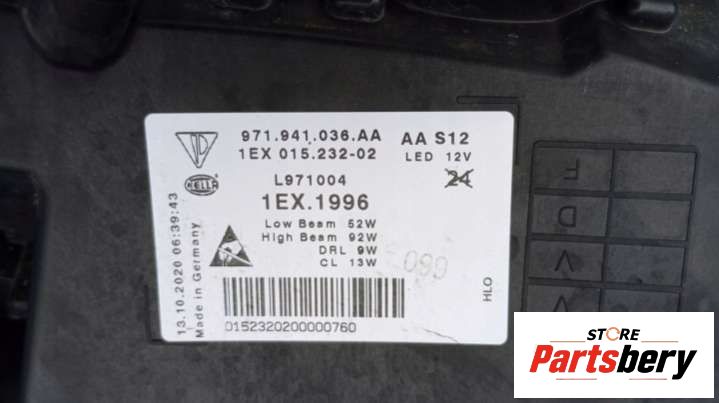 971.941.036.AA AA S12
1EX 015.232-02 LED 12V
HELLA L971004 24
1EX.1996
Low Beam 52W
High Beam 92W
DRL 9W
CL 13W
090
13.10.2020 06:39:43
Made in Germany
01523202000000760
HLO
F
D
V
V
STORE
Partsbery